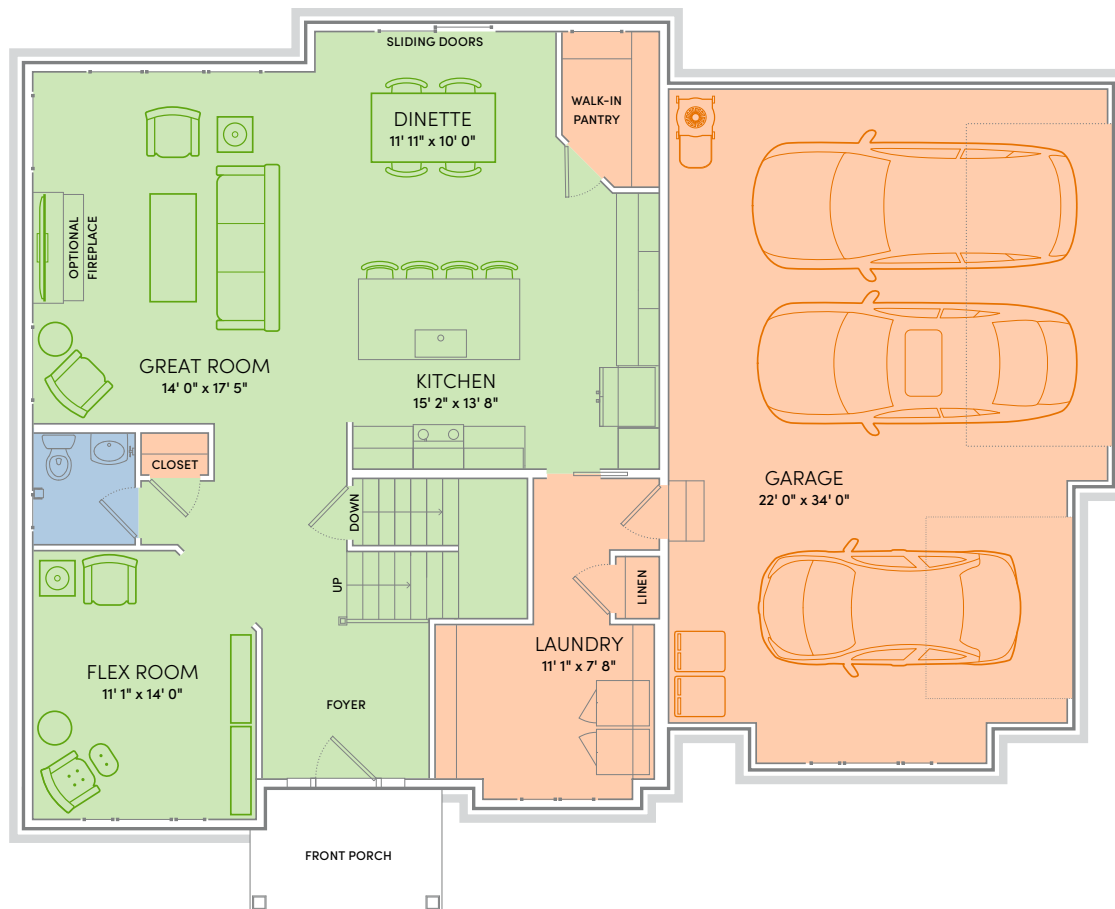 SLIDING DOORS
DINETTE
11' 11" x 10' 0"
WALK-IN
PANTRY
OPTIONAL
FIREPLACE
GREAT ROOM
14' 0" x 17' 5"
KITCHEN
15' 2" x 13' 8"
CLOSET
GARAGE
22' 0" x 34' 0"
DOWN
UP
LINEN
LAUNDRY
11' 1" x 7' 8"
FLEX ROOM
11' 1" x 14' 0"
FOYER
FRONT PORCH